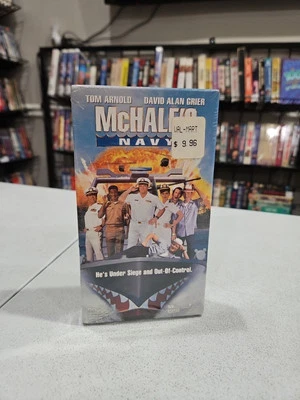 TOM ARNOLD DAVID ALAN GRIER
McHALE'S
WAL-MART
NAVY
$ 9.96
He's Under Siege and Out-Of-Control.